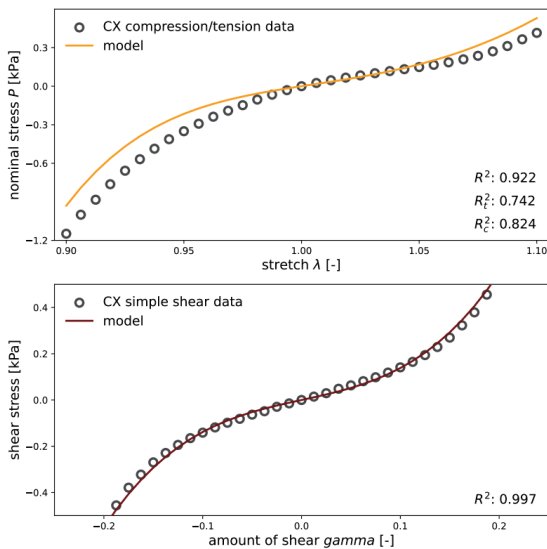 CX compression/tension data
model
nominal stress P [kPa]
0.3
0.0
-0.3
-0.6
-1.2
R²: 0.922
R²ₜ: 0.742
R²꜀: 0.824
0.90
0.95
1.00
1.05
1.10
stretch λ [-]
CX simple shear data
model
shear stress [kPa]
0.4
0.2
0.0
-0.2
-0.4
R²: 0.997
-0.2
-0.1
0.0
0.1
0.2
amount of shear gamma [-]